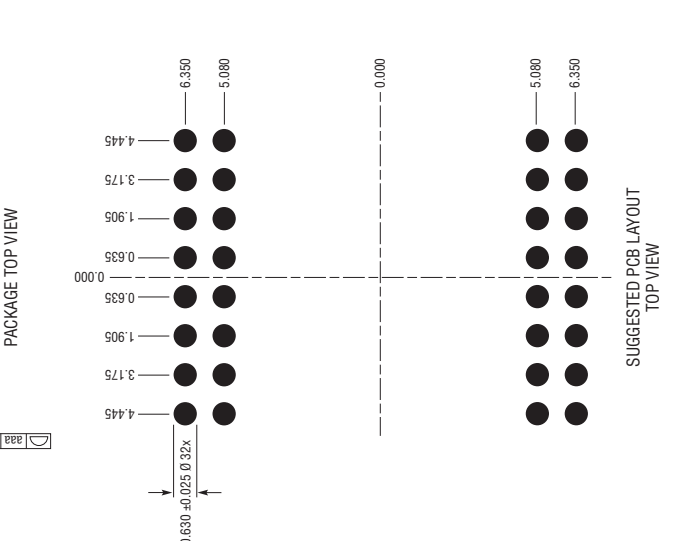 6.350
5.080
0.000
5.080
6.350
4.445
3.175
1.905
0.635
0.000
0.635
1.905
3.175
4.445
0.630 ±0.025 Ø 32x
PACKAGE TOP VIEW
SUGGESTED PCB LAYOUT
TOP VIEW
aaa